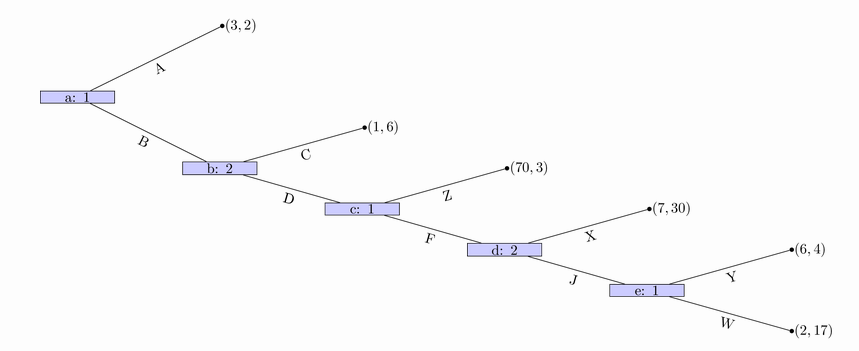 (3, 2)
A
a: 1
B
(1, 6)
C
b: 2
D
(70, 3)
Z
c: 1
F
(7, 30)
X
d: 2
J
(6, 4)
Y
e: 1
W
(2, 17)